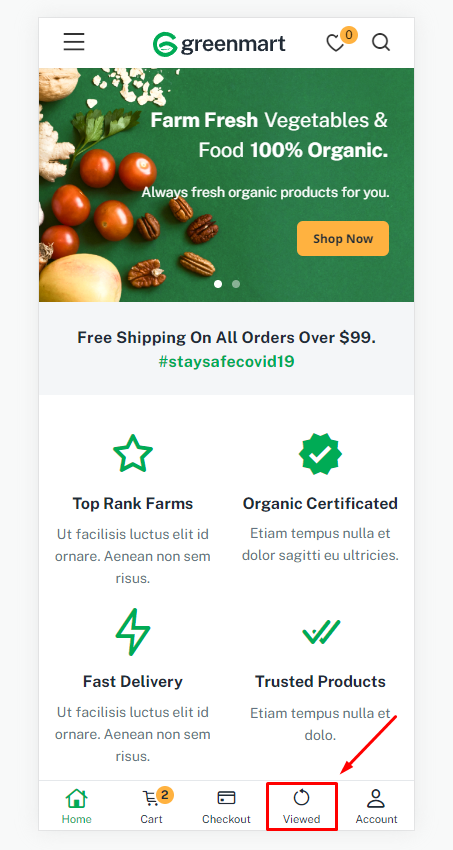 greenmart
0
Farm Fresh Vegetables &
Food 100% Organic.
Always fresh organic products for you.
Shop Now
Free Shipping On All Orders Over $99.
#staysafecovid19
Top Rank Farms
Ut facilisis luctus elit id
ornare. Aenean non sem
risus.
Organic Certificated
Etiam tempus nulla et
dolor sagitti eu ultricies.
Fast Delivery
Ut facilisis luctus elit id
ornare. Aenean non sem
risus.
Trusted Products
Etiam tempus nulla et
dolo.
Home
2
Cart
Checkout
Viewed
Account